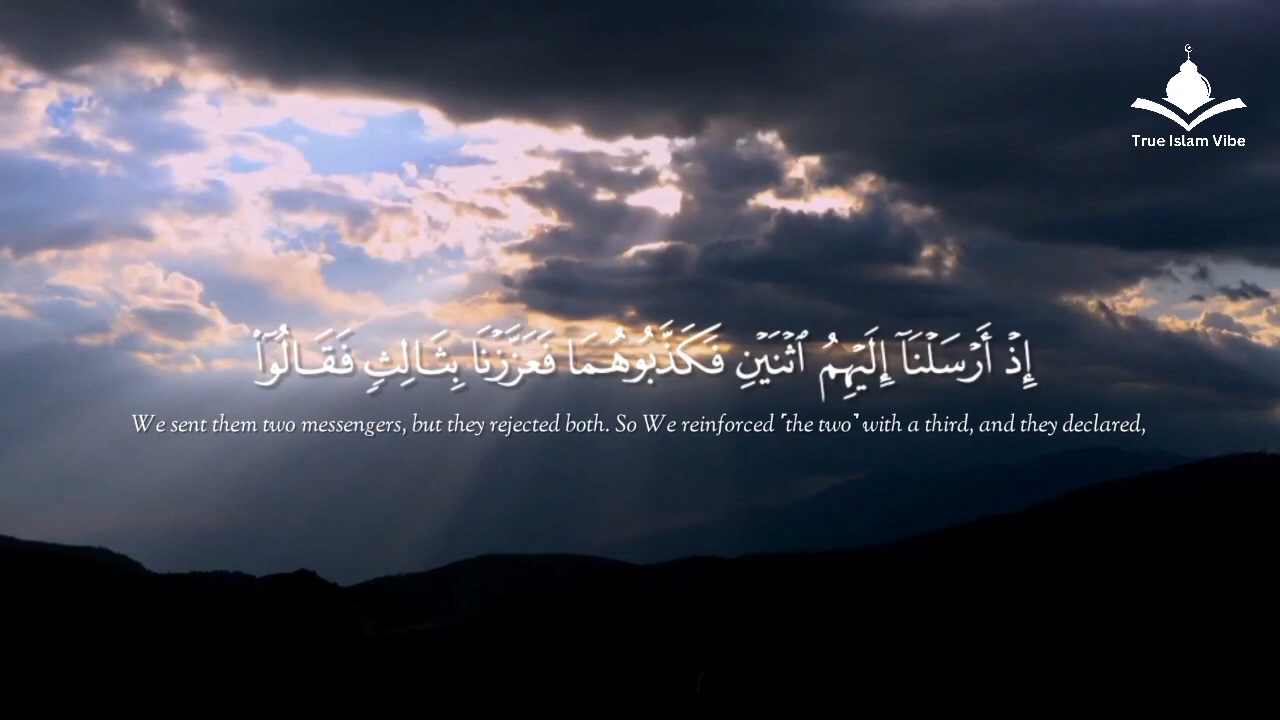 True Islam Vibe
إِذْ أَرْسَلْنَآ إِلَيْهِمُ ٱثْنَيْنِ فَكَذَّبُوهُمَا فَعَزَّزْنَا بِثَالِثٍ فَقَالُوٓا۟
We sent them two messengers, but they rejected both. So We reinforced ˹the two˺ with a third, and they declared,